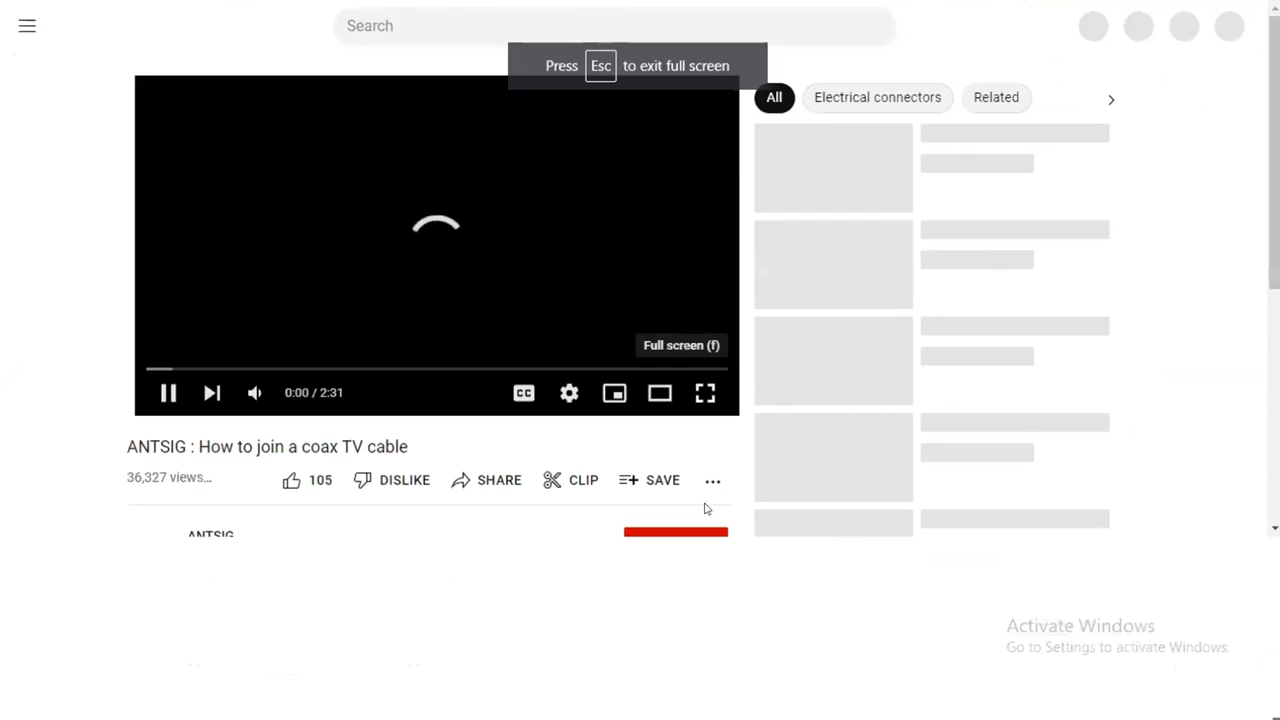 Search
Press Esc to exit full screen
All
Electrical connectors
Related
Full screen (f)
0:00 / 2:31
CC
ANTSIG : How to join a coax TV cable
36,327 views...
105
DISLIKE
SHARE
CLIP
SAVE
ANTSIG
Activate Windows
Go to Settings to activate Windows.